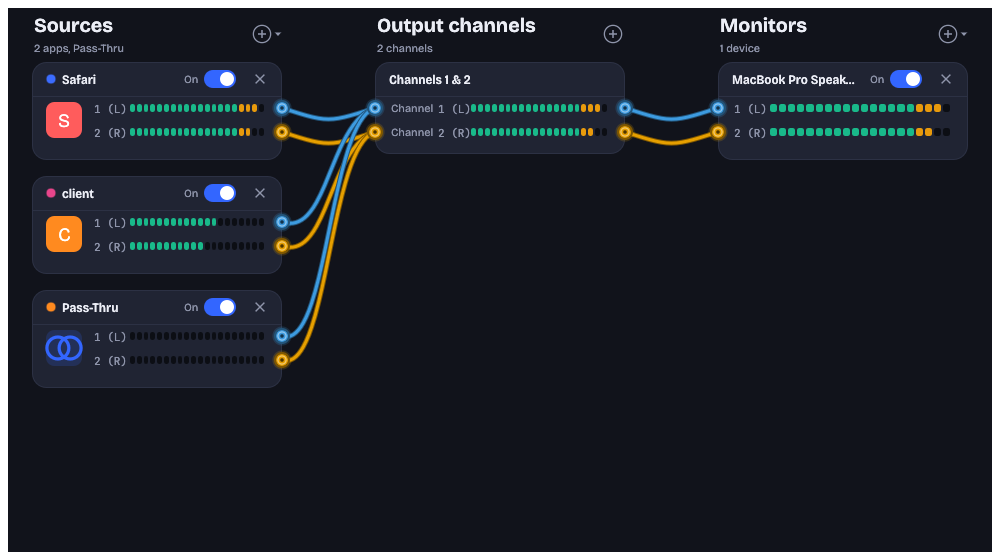 Sources
2 apps, Pass-Thru
Safari On
S
1 (L)
2 (R)
client On
C
1 (L)
2 (R)
Pass-Thru On
1 (L)
2 (R)
Output channels
2 channels
Channels 1 & 2
Channel 1 (L)
Channel 2 (R)
Monitors
1 device
MacBook Pro Speak... On
1 (L)
2 (R)